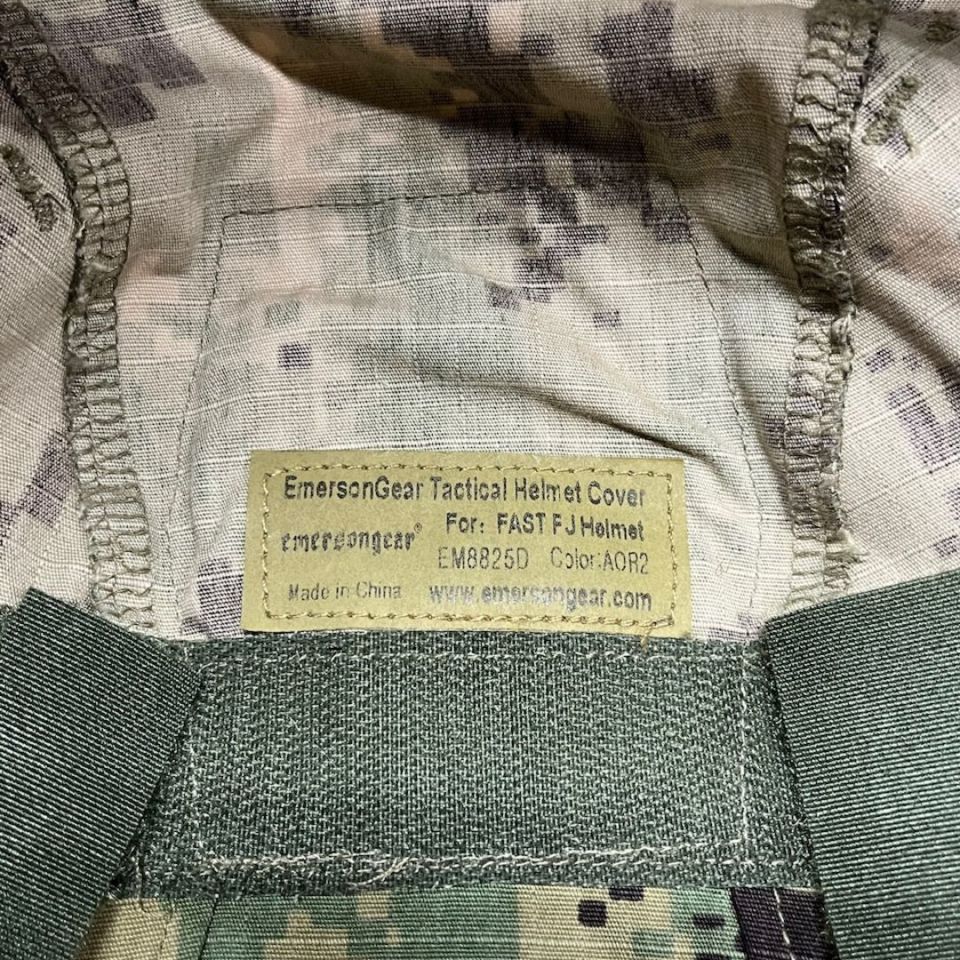 EmersonGear Tactical Helmet Cover
For: FAST FJ Helmet
emersongear®
EM8825D Color:AOR2
Made in China www.emersongear.com